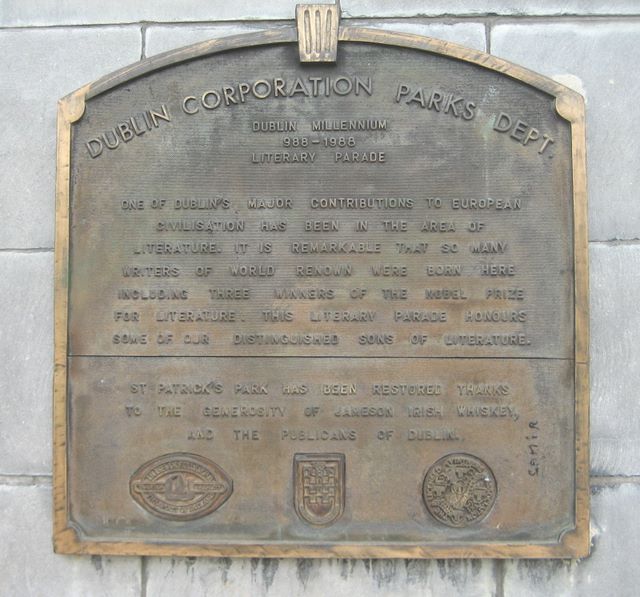 DUBLIN CORPORATION PARKS DEPT.
DUBLIN MILLENNIUM
988-1988
LITERARY PARADE
ONE OF DUBLIN'S MAJOR CONTRIBUTIONS TO EUROPEAN
CIVILISATION HAS BEEN IN THE AREA OF
LITERATURE. IT IS REMARKABLE THAT SO MANY
WRITERS OF WORLD RENOWN WERE BORN HERE
INCLUDING THREE WINNERS OF THE NOBEL PRIZE
FOR LITERATURE. THIS LITERARY PARADE HONOURS
SOME OF OUR DISTINGUISHED SONS OF LITERATURE.
ST PATRICK'S PARK HAS BEEN RESTORED THANKS
TO THE GENEROSITY OF JAMESON IRISH WHISKEY,
AND THE PUBLICANS OF DUBLIN.